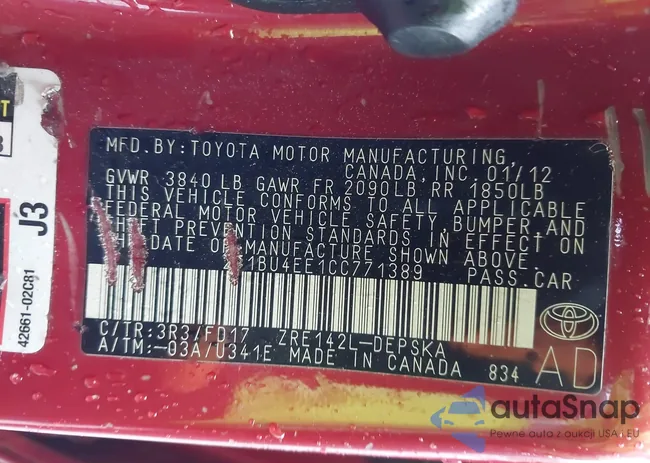 MFD. BY: TOYOTA MOTOR MANUFACTURING,
CANADA, INC. 01/12
GVWR 3840 LB GAWR FR 2090LB RR 1850LB
THIS VEHICLE CONFORMS TO ALL APPLICABLE
FEDERAL MOTOR VEHICLE SAFETY, BUMPER, AND
THEFT PREVENTION STANDARDS IN EFFECT ON
THE DATE OF MANUFACTURE SHOWN ABOVE.
1BU4EE1CC771389 PASS. CAR
C/TR: 3R3/FD17 ZRE142L-DEPSKA
A/TM: -03A/U341E MADE IN CANADA 834
AD
J3
42661-02C81
autaSnap
Pewne auta z aukcji USA i EU